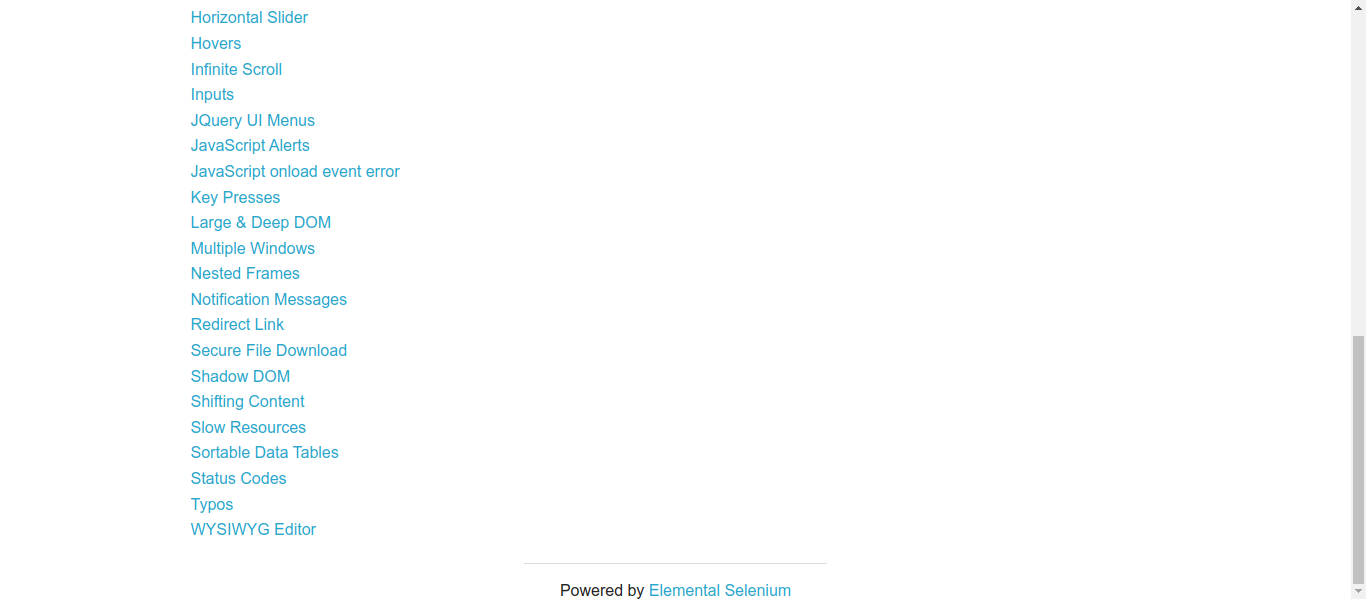 Horizontal Slider
Hovers
Infinite Scroll
Inputs
JQuery UI Menus
JavaScript Alerts
JavaScript onload event error
Key Presses
Large & Deep DOM
Multiple Windows
Nested Frames
Notification Messages
Redirect Link
Secure File Download
Shadow DOM
Shifting Content
Slow Resources
Sortable Data Tables
Status Codes
Typos
WYSIWYG Editor
Powered by Elemental Selenium